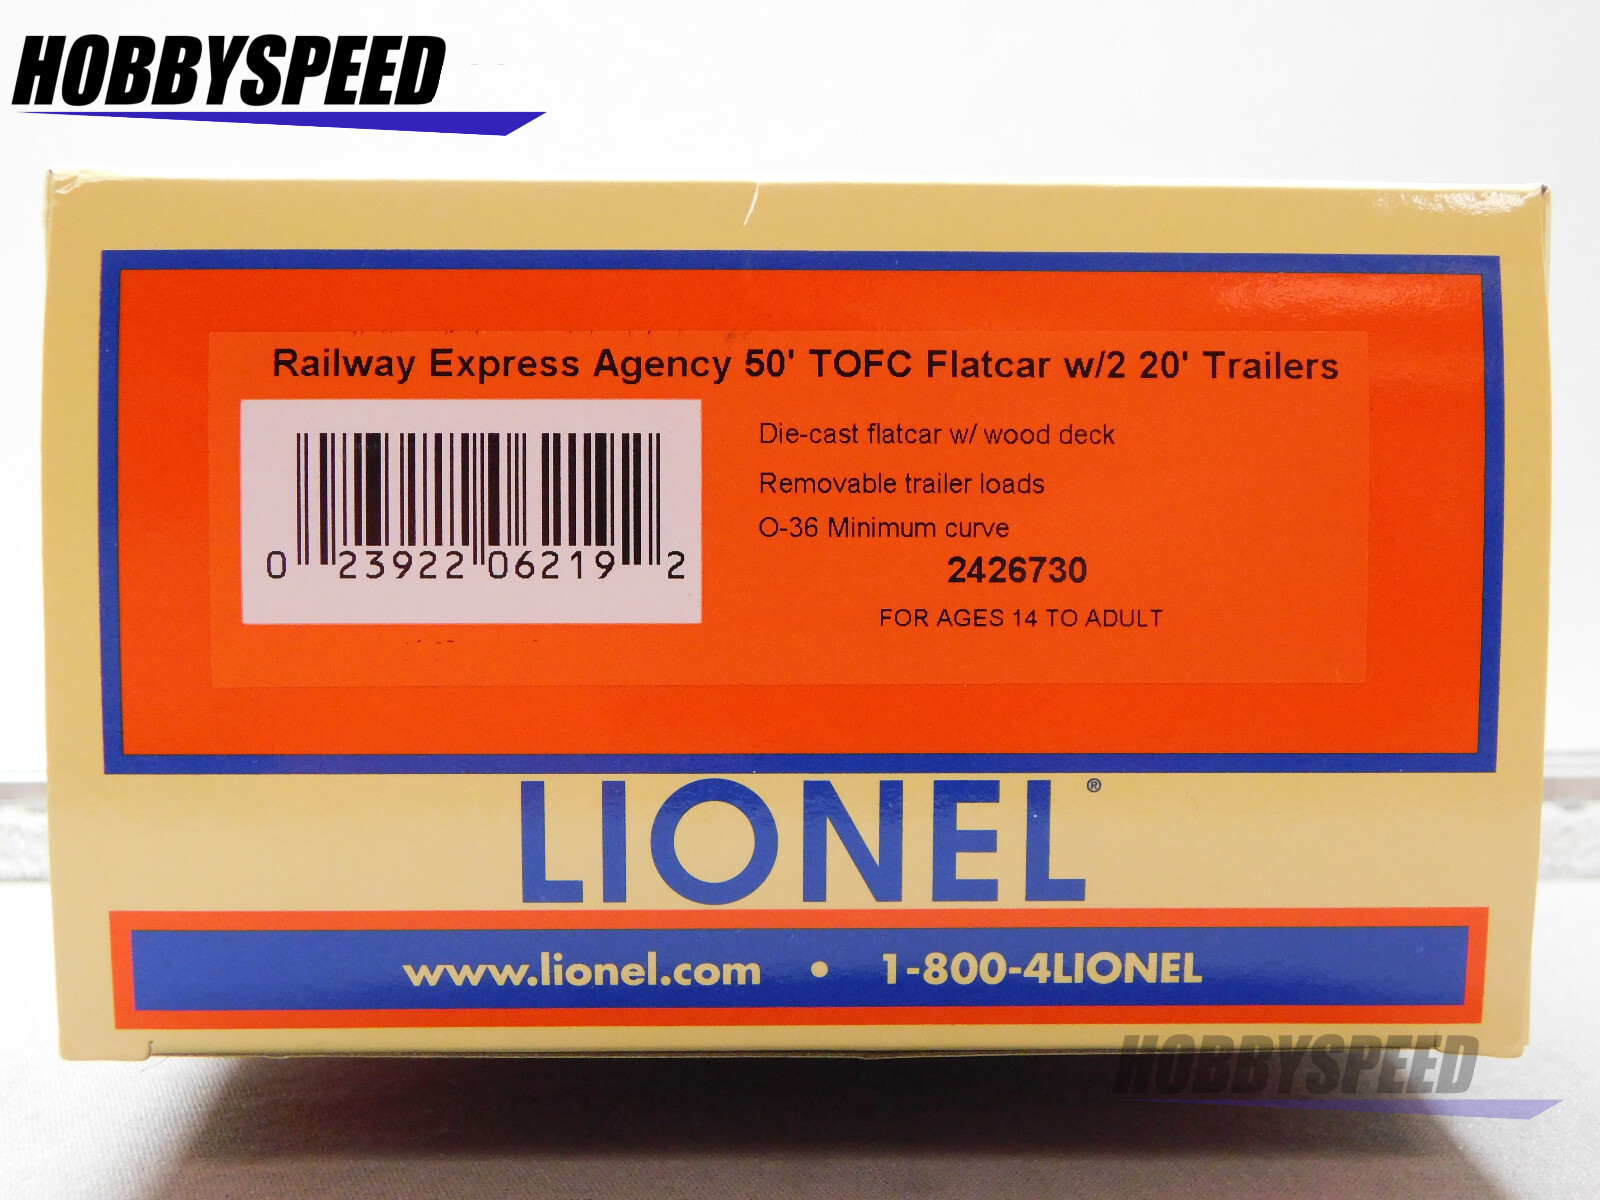 HOBBYSPEED
Railway Express Agency 50' TOFC Flatcar w/2 20' Trailers
Die-cast flatcar w/ wood deck
Removable trailer loads
O-36 Minimum curve
2426730
FOR AGES 14 TO ADULT
0 23922 06219 2
LIONEL®
www.lionel.com • 1-800-4LIONEL
HOBBYSPEED